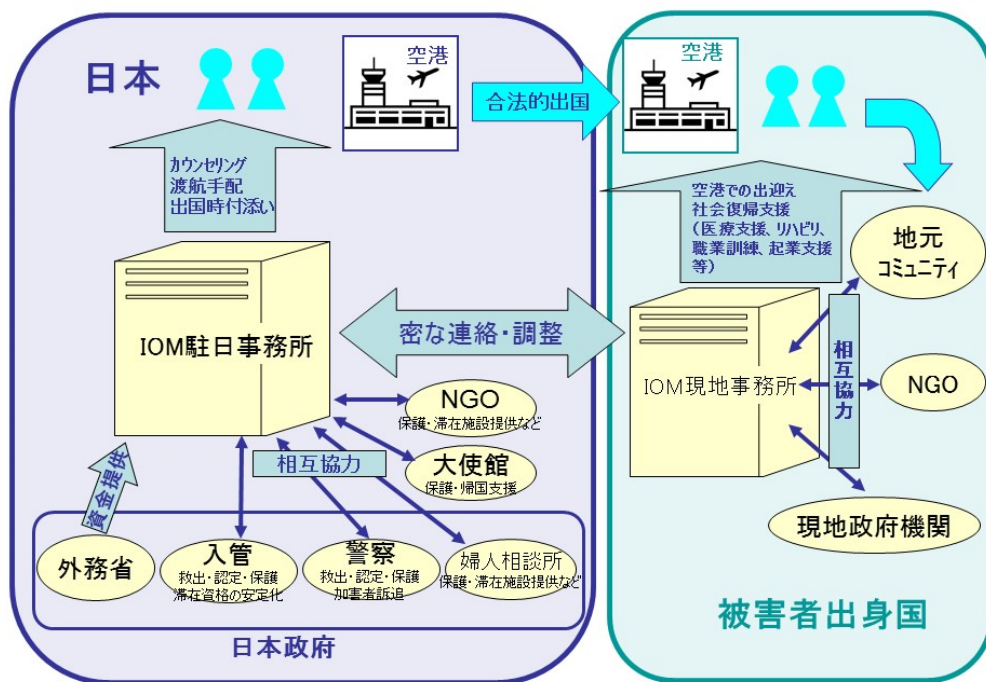 日本
空港
合法的出国
空港
カウンセリング
渡航手配
出国時付添い
空港での出迎え
社会復帰支援
（医療支援、リハビリ、
職業訓練、起業支援
等）
地元
コミュニティ
IOM駐日事務所
密な連絡・調整
IOM現地事務所
相互協力
NGO
NGO
保護・滞在施設提供など
大使館
保護・帰国支援
相互協力
資金提供
現地政府機関
外務省
入管
救出・認定・保護
滞在資格の安定化
警察
救出・認定・保護
加害者訴追
婦人相談所
保護・滞在施設提供など
日本政府
被害者出身国